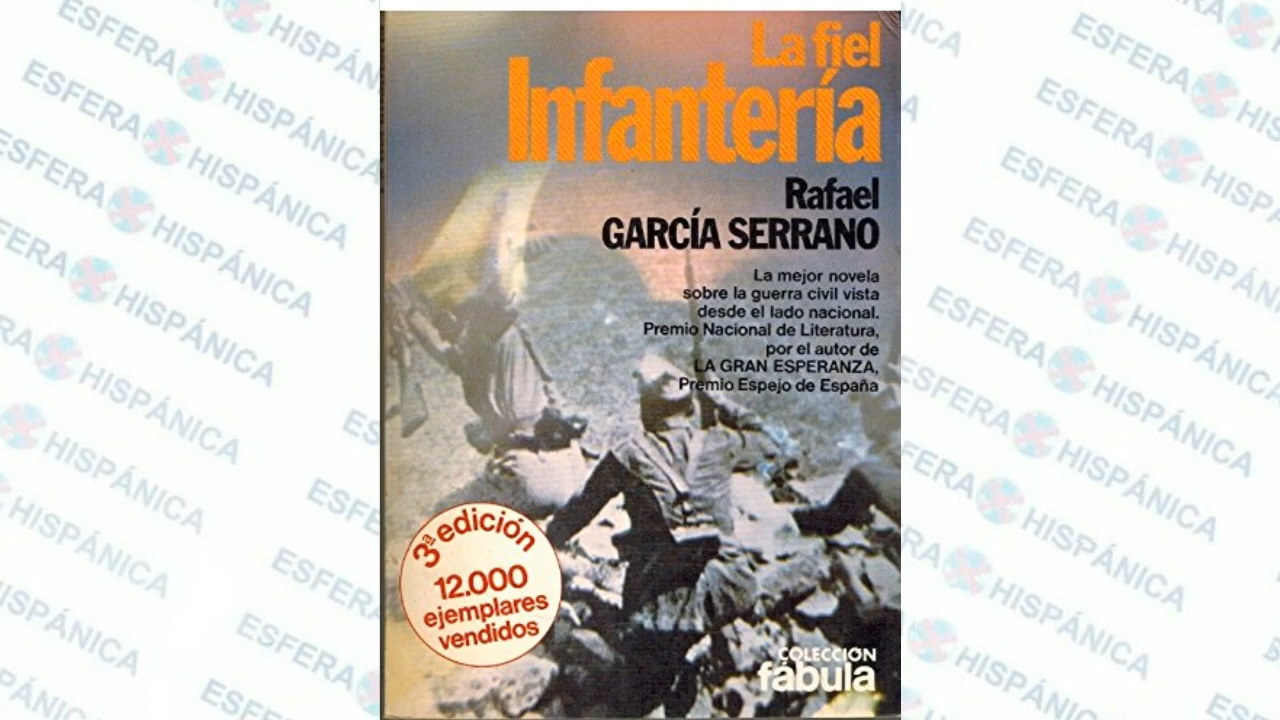 La fiel
Infantería
Rafael
GARCÍA SERRANO
La mejor novela
sobre la guerra civil vista
desde el lado nacional.
Premio Nacional de Literatura,
por el autor de
LA GRAN ESPERANZA,
Premio Espejo de España
3ª edición
12.000
ejemplares
vendidos
COLECCIÓN
fábula
ESFERA HISPÁNICA